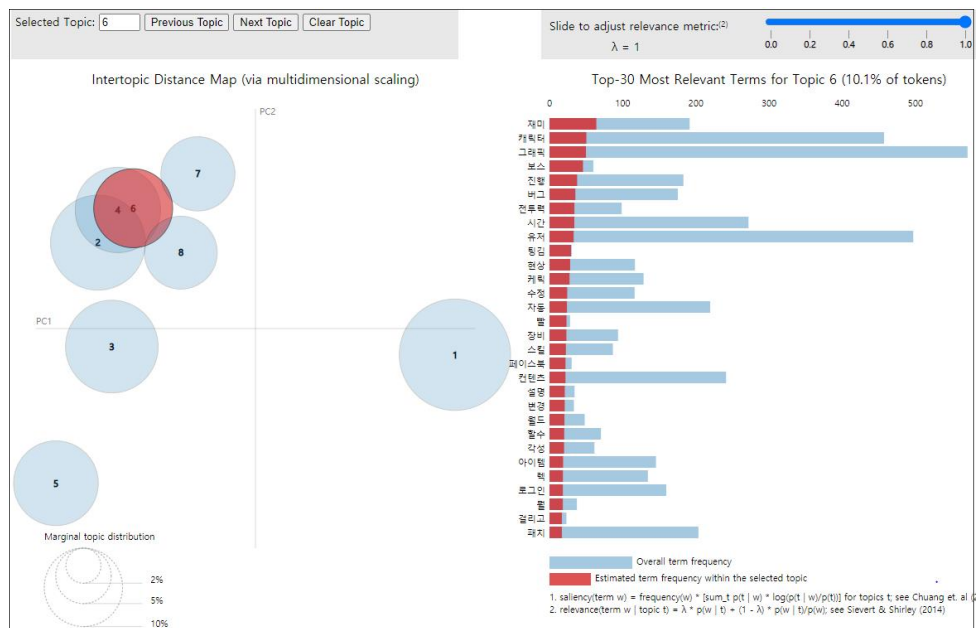 Selected Topic: 6 Previous Topic Next Topic Clear Topic
Slide to adjust relevance metric:(2)
λ = 1
0.0 0.2 0.4 0.6 0.8 1.0
Intertopic Distance Map (via multidimensional scaling)
PC2
PC1
7
4 6
2
8
3
1
5
Marginal topic distribution
2%
5%
10%
Top-30 Most Relevant Terms for Topic 6 (10.1% of tokens)
0 100 200 300 400 500
재미
캐릭터
그래픽
보스
진행
버그
전투력
시간
유저
튕김
현상
케릭
수정
자동
빨
장비
스킬
페이스북
컨텐츠
설명
변경
월드
할수
각성
아이템
렉
로그인
뭘
걸리고
패치
Overall term frequency
Estimated term frequency within the selected topic
1. saliency(term w) = frequency(w) * [sum_t p(t | w) * log(p(t | w)/p(t))] for topics t; see Chuang et. al (2
2. relevance(term w | topic t) = λ * p(w | t) + (1 - λ) * p(w | t)/p(w); see Sievert & Shirley (2014)